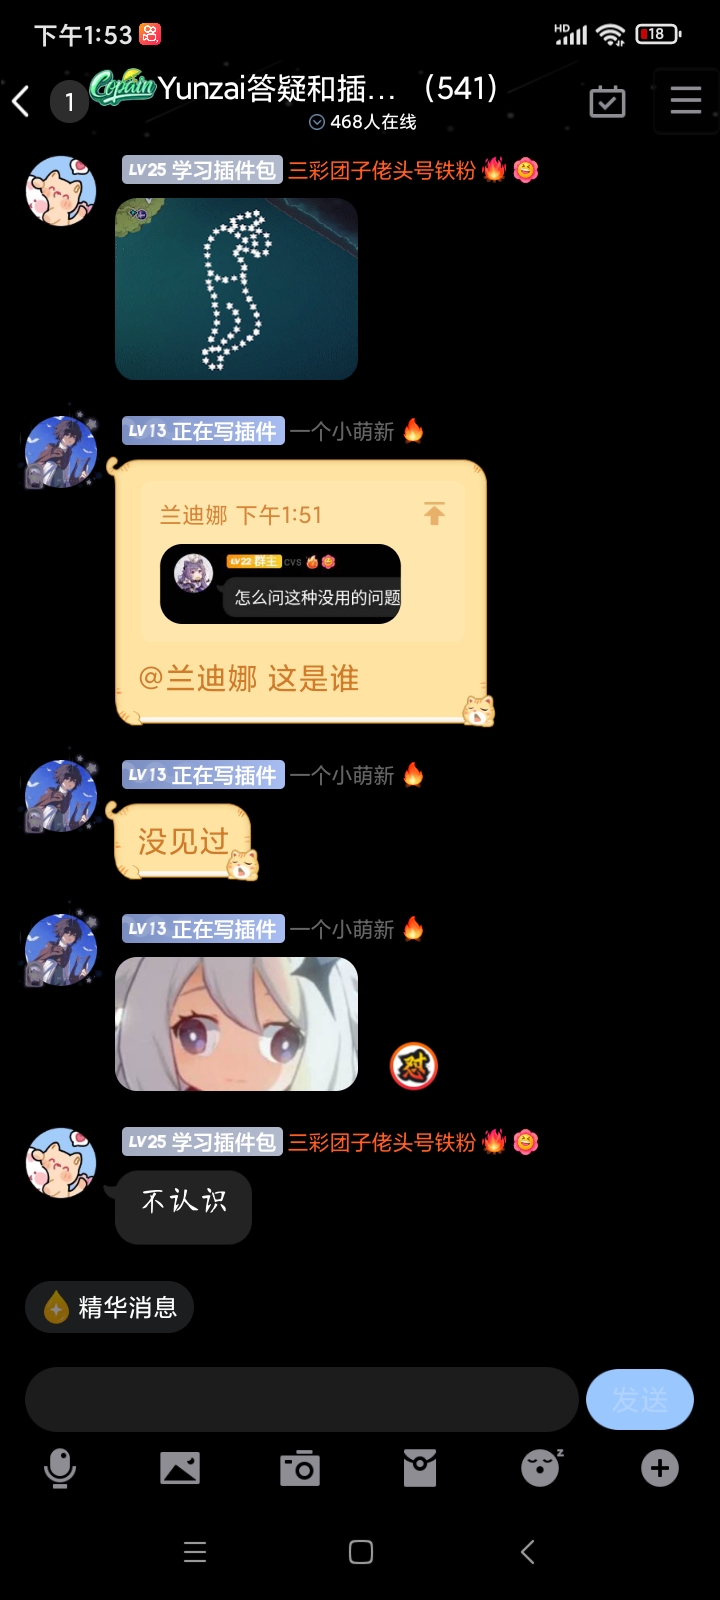 下午1:53
HD
18
1
Copain Yunzai答疑和插… （541）
468人在线
LV25 学习插件包 三彩团子佬头号铁粉
LV13 正在写插件 一个小萌新
兰迪娜 下午1:51
LV22 群主 cvs
怎么问这种没用的问题
@兰迪娜 这是谁
LV13 正在写插件 一个小萌新
没见过
LV13 正在写插件 一个小萌新
怼
LV25 学习插件包 三彩团子佬头号铁粉
不认识
精华消息
发送
z